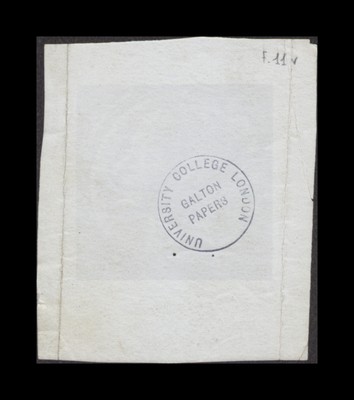 F.11v
UNIVERSITY COLLEGE LONDON
GALTON
PAPERS